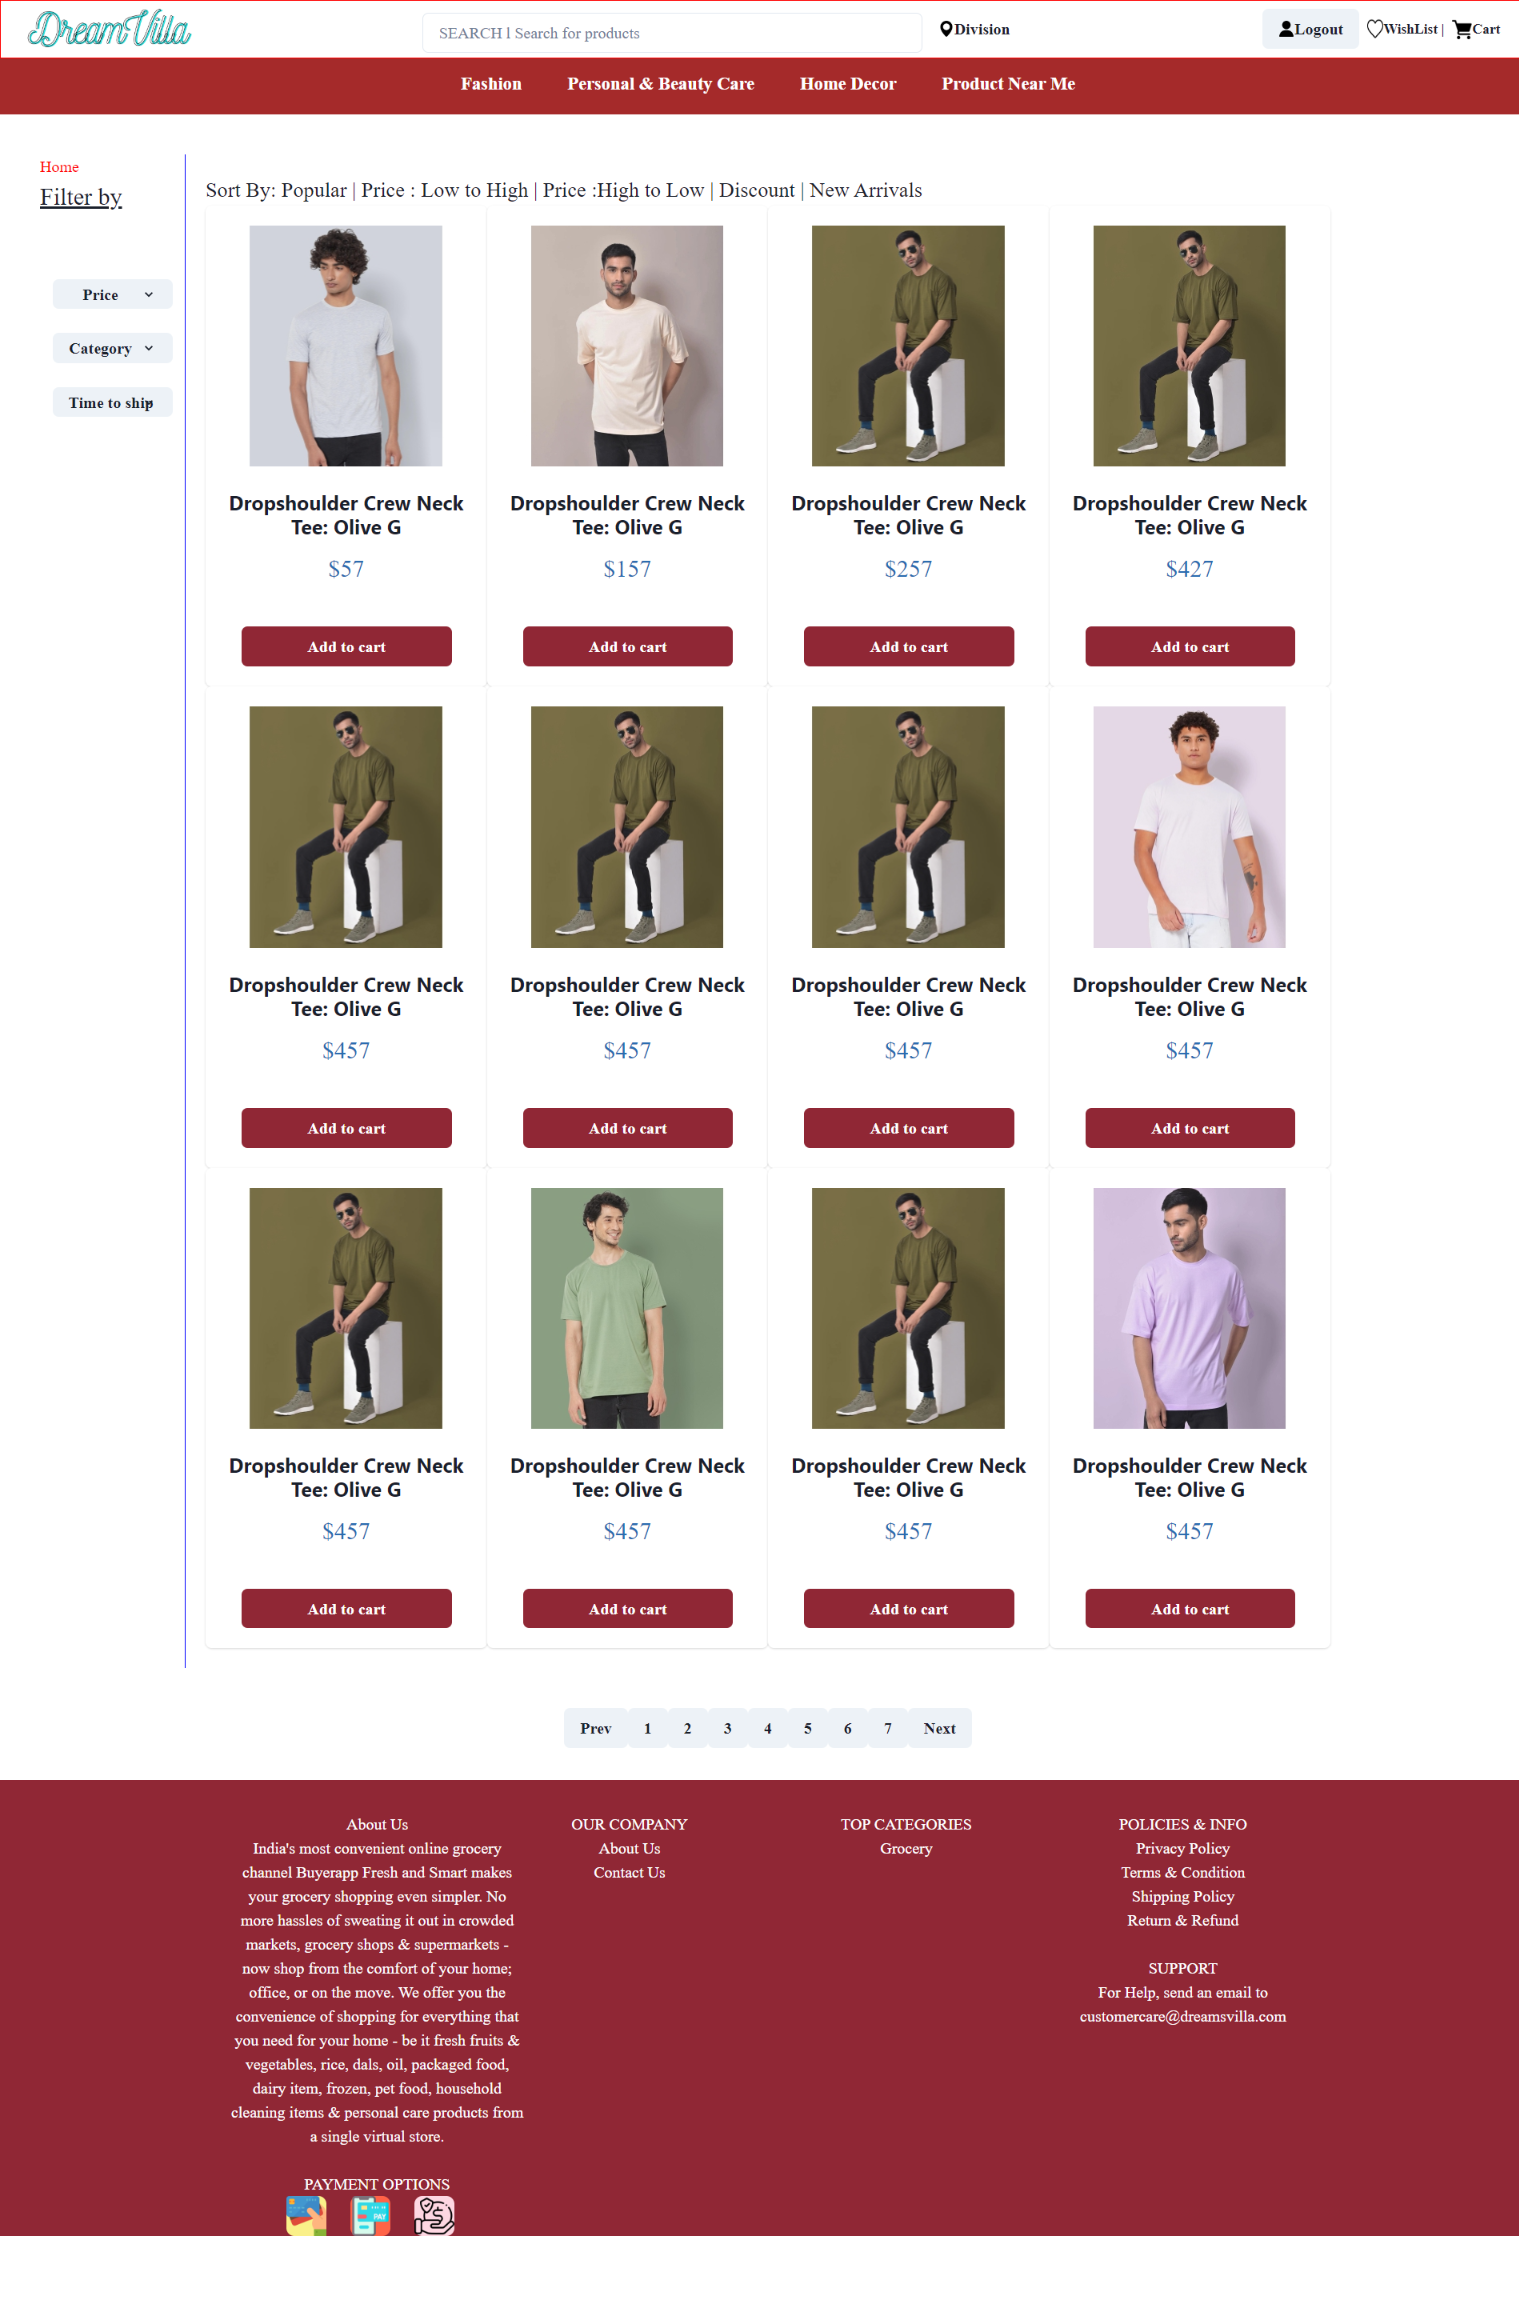 DreamVilla
SEARCH l Search for products
Division
Logout
WishList |
Cart
Fashion
Personal & Beauty Care
Home Decor
Product Near Me
Home
Filter by
Price
Category
Time to ship
Sort By: Popular | Price : Low to High | Price :High to Low | Discount | New Arrivals
Dropshoulder Crew Neck
Tee: Olive G
$57
Add to cart
Dropshoulder Crew Neck
Tee: Olive G
$157
Add to cart
Dropshoulder Crew Neck
Tee: Olive G
$257
Add to cart
Dropshoulder Crew Neck
Tee: Olive G
$427
Add to cart
Dropshoulder Crew Neck
Tee: Olive G
$457
Add to cart
Dropshoulder Crew Neck
Tee: Olive G
$457
Add to cart
Dropshoulder Crew Neck
Tee: Olive G
$457
Add to cart
Dropshoulder Crew Neck
Tee: Olive G
$457
Add to cart
Dropshoulder Crew Neck
Tee: Olive G
$457
Add to cart
Dropshoulder Crew Neck
Tee: Olive G
$457
Add to cart
Dropshoulder Crew Neck
Tee: Olive G
$457
Add to cart
Dropshoulder Crew Neck
Tee: Olive G
$457
Add to cart
Prev 1 2 3 4 5 6 7 Next
About Us
India's most convenient online grocery
channel Buyerapp Fresh and Smart makes
your grocery shopping even simpler. No
more hassles of sweating it out in crowded
markets, grocery shops & supermarkets -
now shop from the comfort of your home;
office, or on the move. We offer you the
convenience of shopping for everything that
you need for your home - be it fresh fruits &
vegetables, rice, dals, oil, packaged food,
dairy item, frozen, pet food, household
cleaning items & personal care products from
a single virtual store.
PAYMENT OPTIONS
PAY
OUR COMPANY
About Us
Contact Us
TOP CATEGORIES
Grocery
POLICIES & INFO
Privacy Policy
Terms & Condition
Shipping Policy
Return & Refund
SUPPORT
For Help, send an email to
customercare@dreamsvilla.com